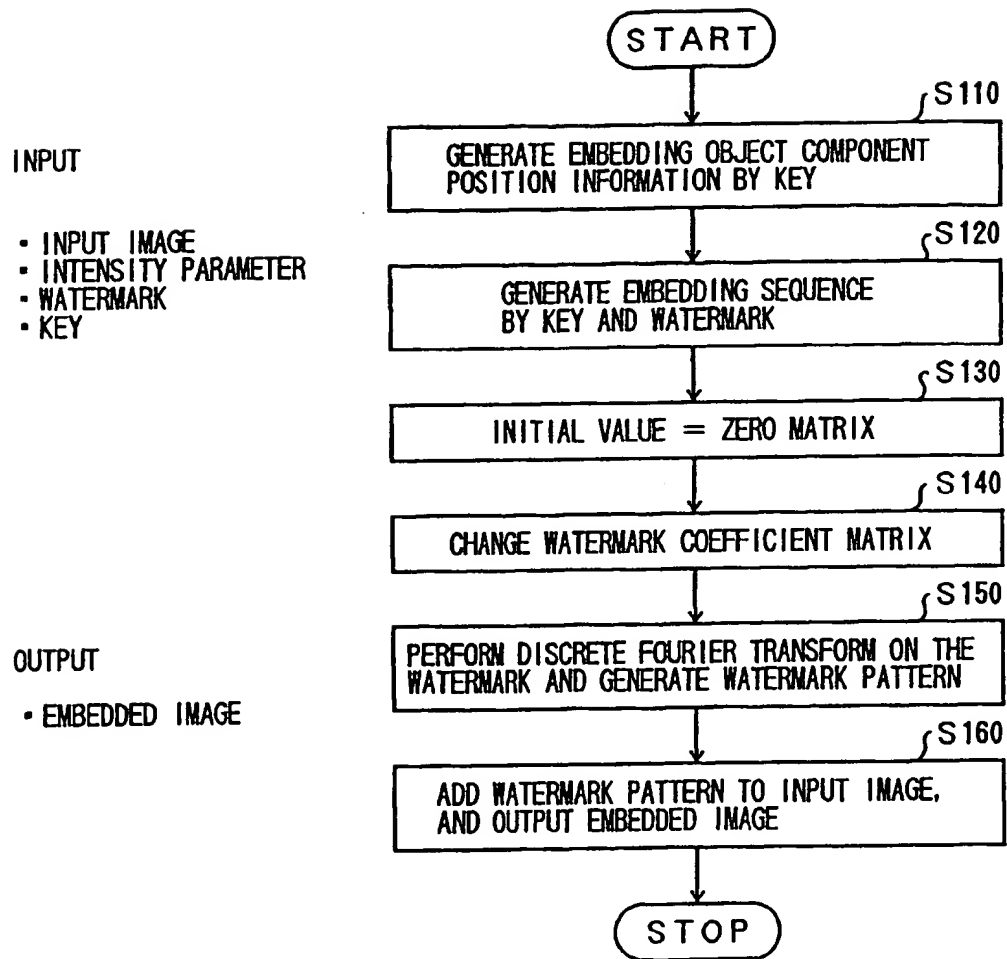 START
S110
GENERATE EMBEDDING OBJECT COMPONENT
POSITION INFORMATION BY KEY
INPUT
・INPUT IMAGE
・INTENSITY PARAMETER
・WATERMARK
・KEY
S120
GENERATE EMBEDDING SEQUENCE
BY KEY AND WATERMARK
S130
INITIAL VALUE = ZERO MATRIX
S140
CHANGE WATERMARK COEFFICIENT MATRIX
S150
PERFORM DISCRETE FOURIER TRANSFORM ON THE
WATERMARK AND GENERATE WATERMARK PATTERN
OUTPUT
・EMBEDDED IMAGE
S160
ADD WATERMARK PATTERN TO INPUT IMAGE,
AND OUTPUT EMBEDDED IMAGE
STOP